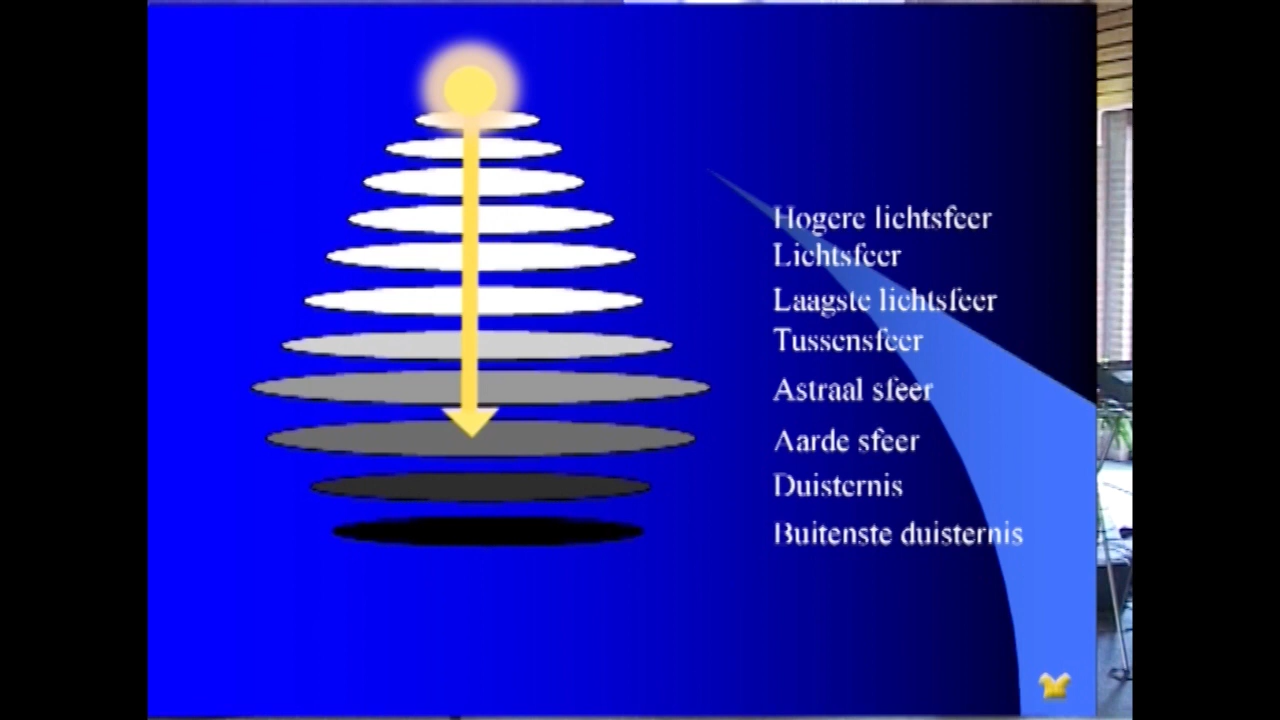 Hogere lichtsfeer
Lichtsfeer
Laagste lichtsfeer
Tussensfeer
Astraal sfeer
Aarde sfeer
Duisternis
Buitenste duisternis